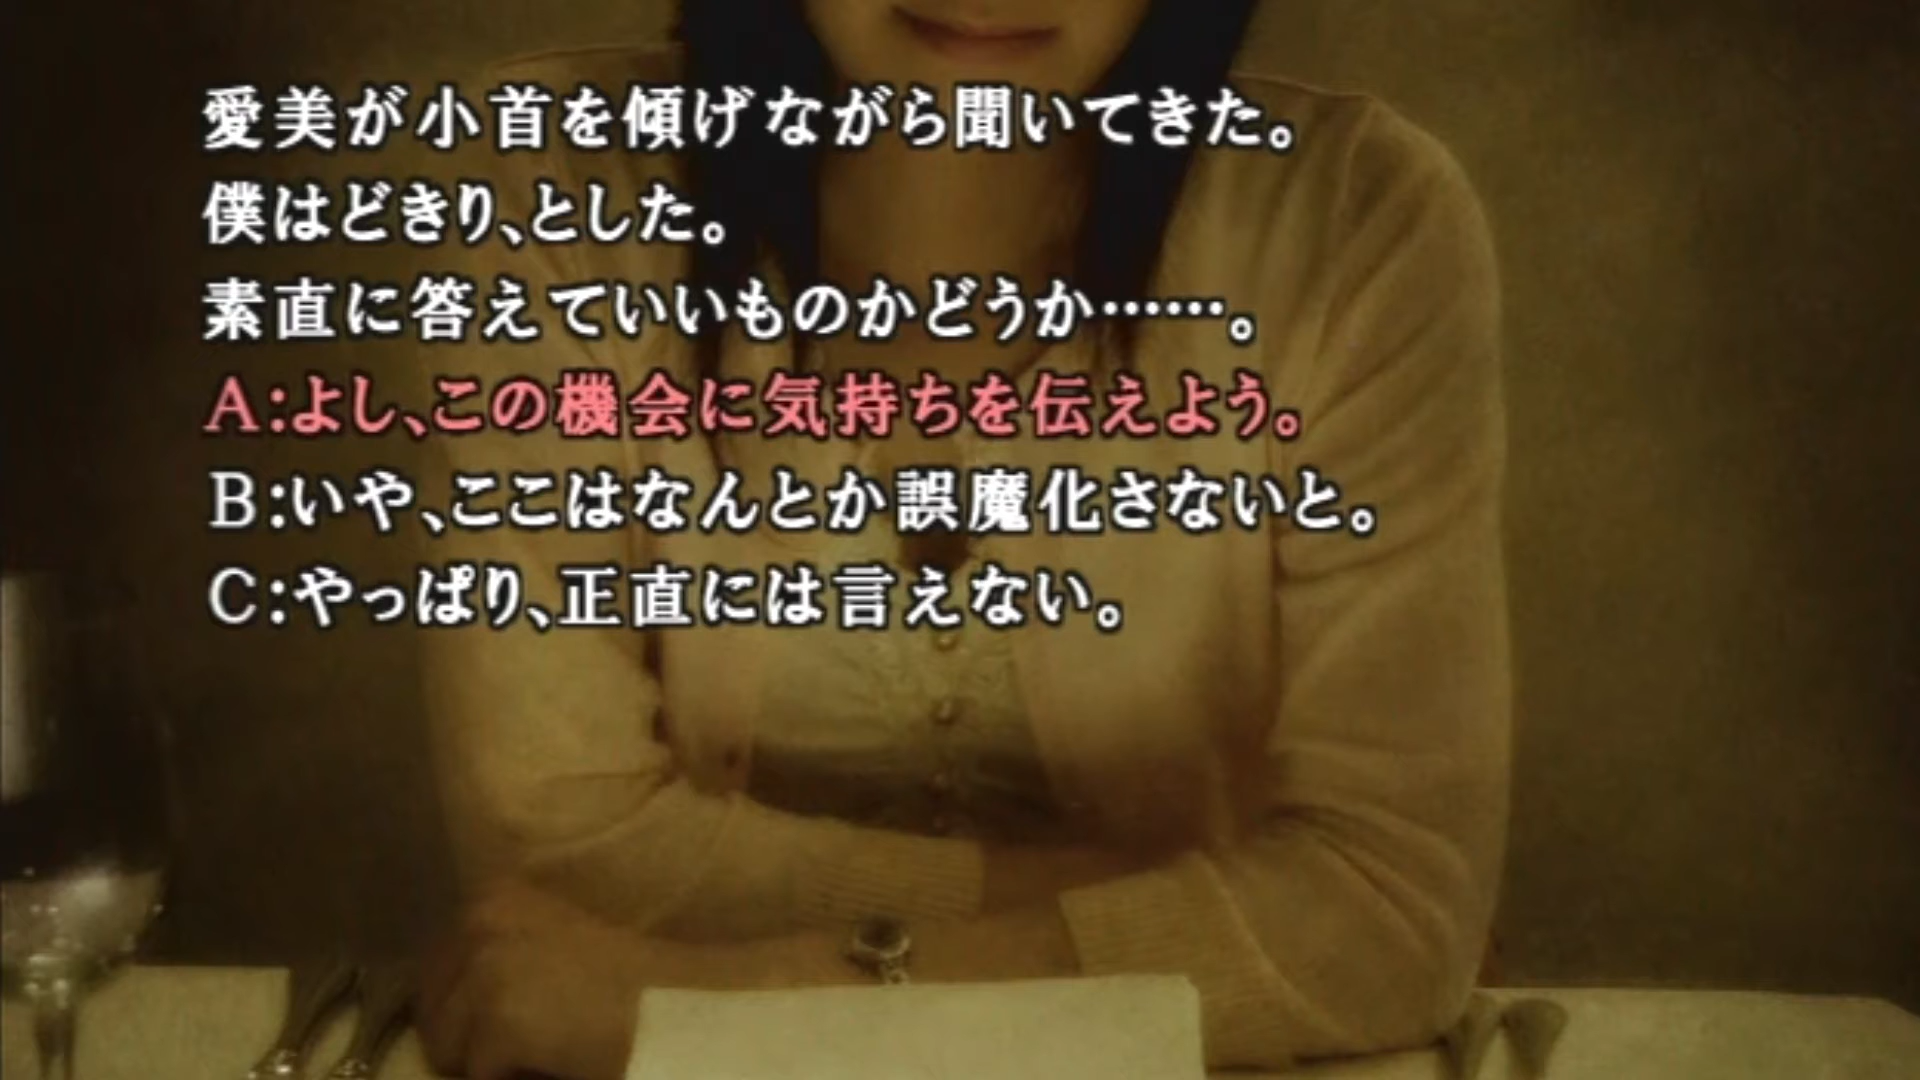 愛美が小首を傾げながら聞いてきた。
僕はどきり、とした。
素直に答えていいものかどうか……。
Ａ:よし、この機会に気持ちを伝えよう。
Ｂ:いや、ここはなんとか誤魔化さないと。
Ｃ:やっぱり、正直には言えない。